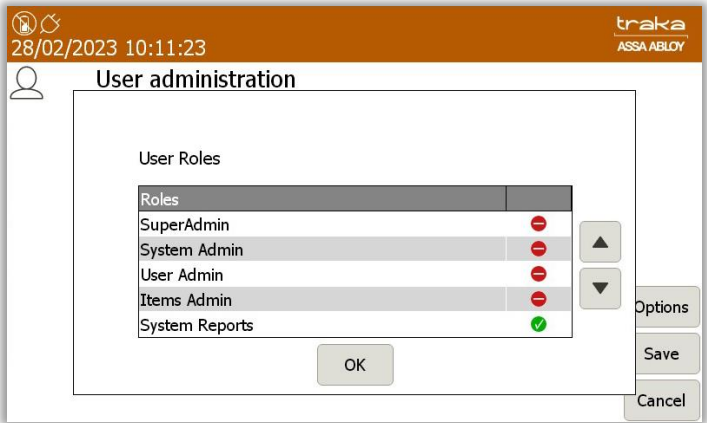 traka
28/02/2023 10:11:23
ASSA ABLOY
User administration
User Roles
Roles
SuperAdmin
System Admin
User Admin
Items Admin
System Reports
Options
OK
Save
Cancel